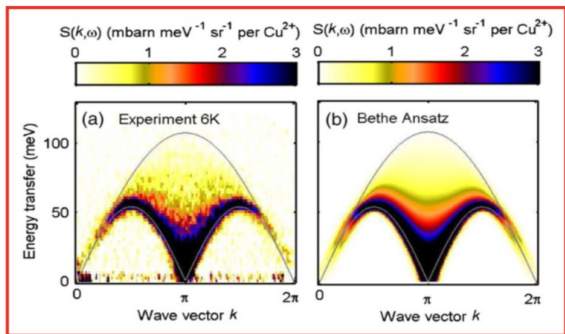 S(k,ω) (mbarn meV⁻¹ sr⁻¹ per Cu²⁺)
0 1 2 3
S(k,ω) (mbarn meV⁻¹ sr⁻¹ per Cu²⁺)
0 1 2 3
Energy transfer (meV)
100
50
0
(a) Experiment 6K
0 π 2π
Wave vector k
(b) Bethe Ansatz
0 π 2π
Wave vector k